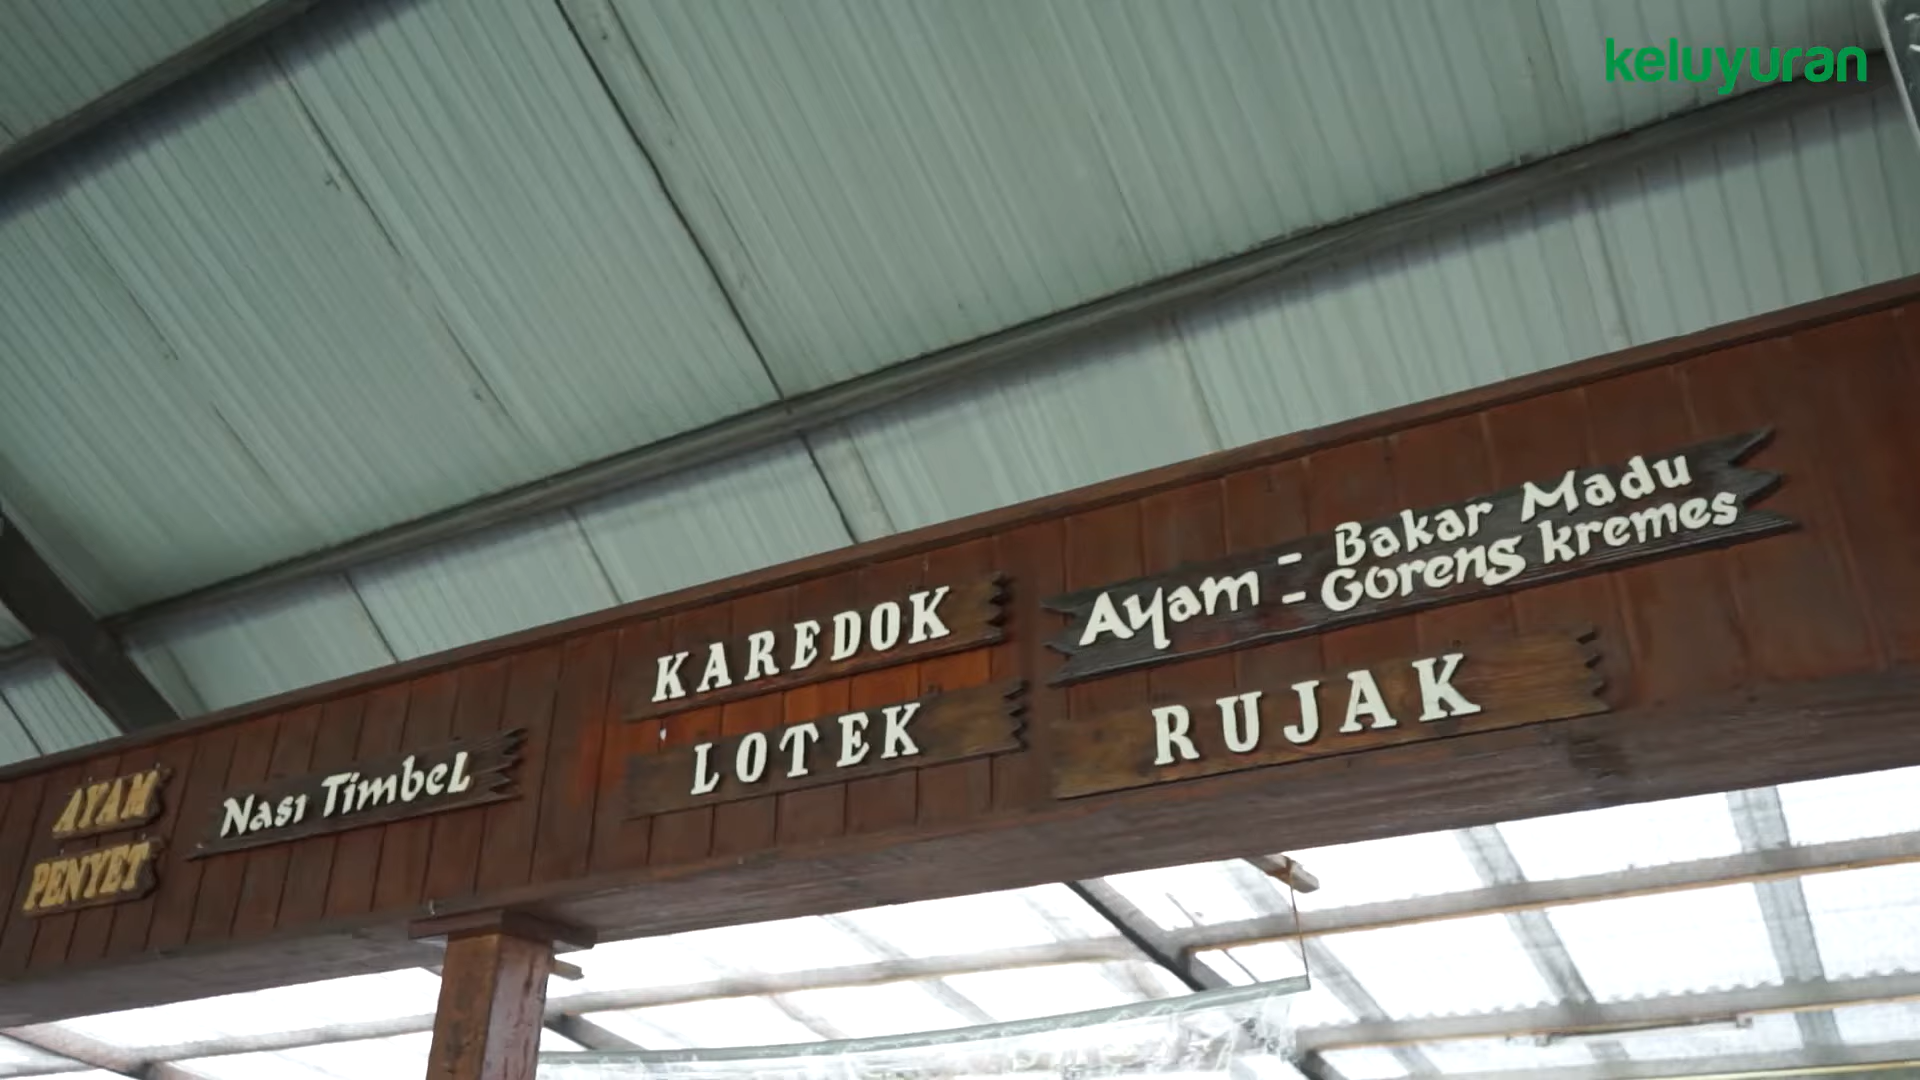 keluyuran
AYAM
PENYET
Nasi Timbel
KAREDOK
LOTEK
Ayam - Bakar Madu
- Goreng kremes
RUJAK